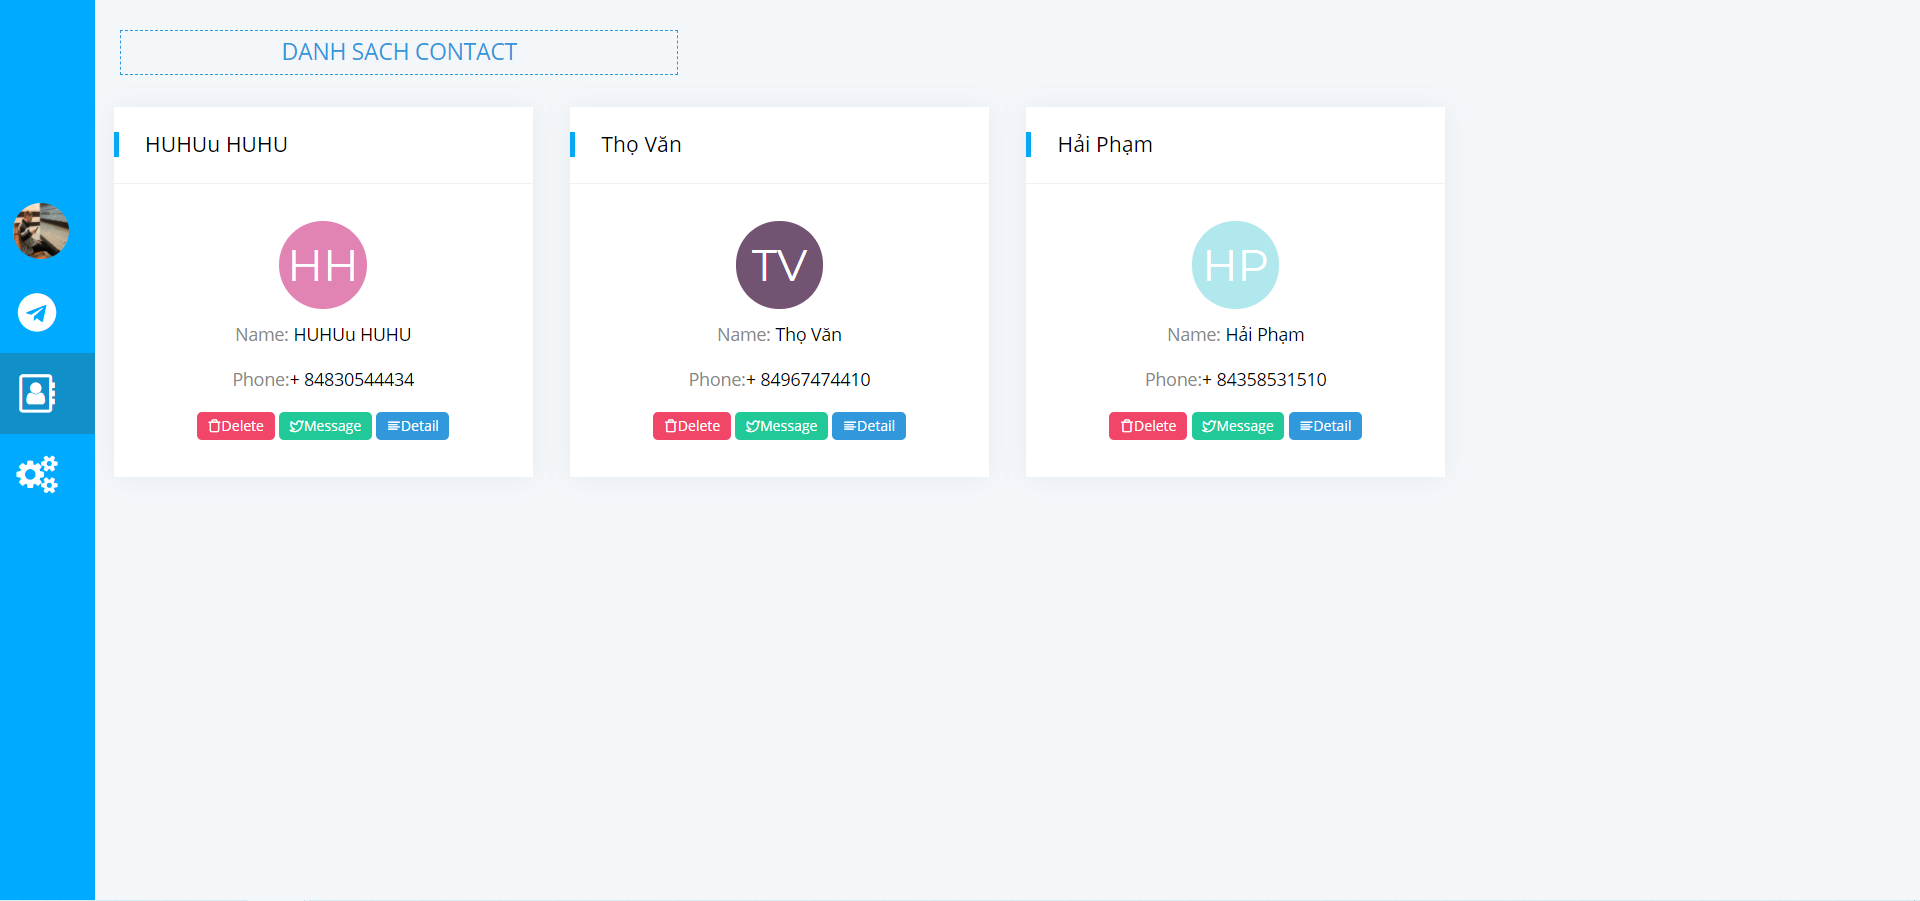 DANH SACH CONTACT
HUHUu HUHU
HH
Name: HUHUu HUHU
Phone:+ 84830544434
Delete Message Detail
Thọ Văn
TV
Name: Thọ Văn
Phone:+ 84967474410
Delete Message Detail
Hải Phạm
HP
Name: Hải Phạm
Phone:+ 84358531510
Delete Message Detail